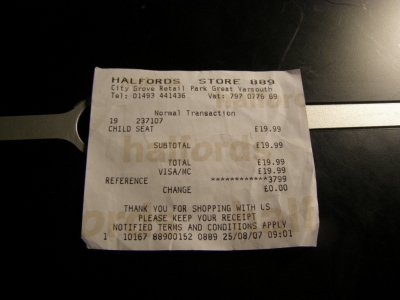 HALFORDS STORE 889
City Grove Retail Park Great Yarmouth
Tel: 01493 441436 Vat: 797 0776 69
Normal Transaction
19 237107
CHILD SEAT £19.99
SUBTOTAL £19.99
TOTAL £19.99
VISA/MC £19.99
REFERENCE ************3799
CHANGE £0.00
THANK YOU FOR SHOPPING WITH US
PLEASE KEEP YOUR RECEIPT
NOTIFIED TERMS AND CONDITIONS APPLY
1 10167 88900152 0889 25/08/07 09:01
halfords